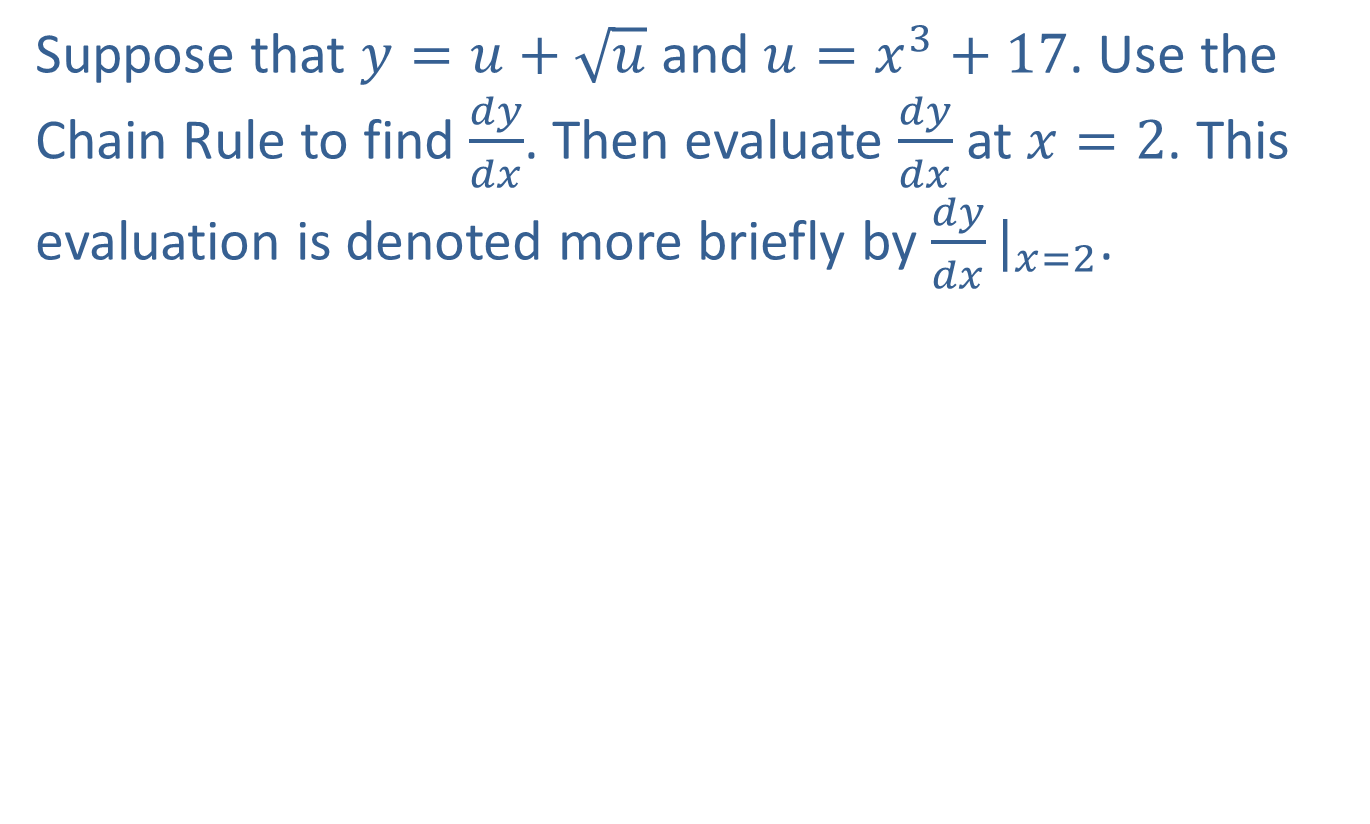 Suppose that 𝑦 = 𝑢 + √𝑢 and 𝑢 = 𝑥³ + 17. Use the
Chain Rule to find 𝑑𝑦/𝑑𝑥. Then evaluate 𝑑𝑦/𝑑𝑥 at 𝑥 = 2. This
evaluation is denoted more briefly by 𝑑𝑦/𝑑𝑥 |ₓ₌₂.